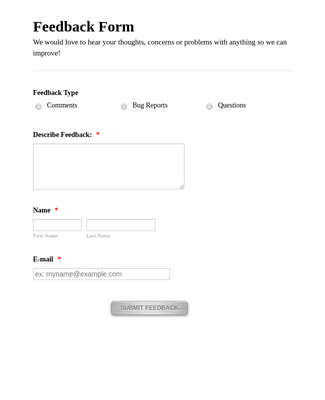 Feedback Form
We would love to hear your thoughts, concerns or problems with anything so we can
improve!
Feedback Type
Comments Bug Reports Questions
Describe Feedback: *
Name *
First Name Last Name
E-mail *
ex: myname@example.com
SUBMIT FEEDBACK